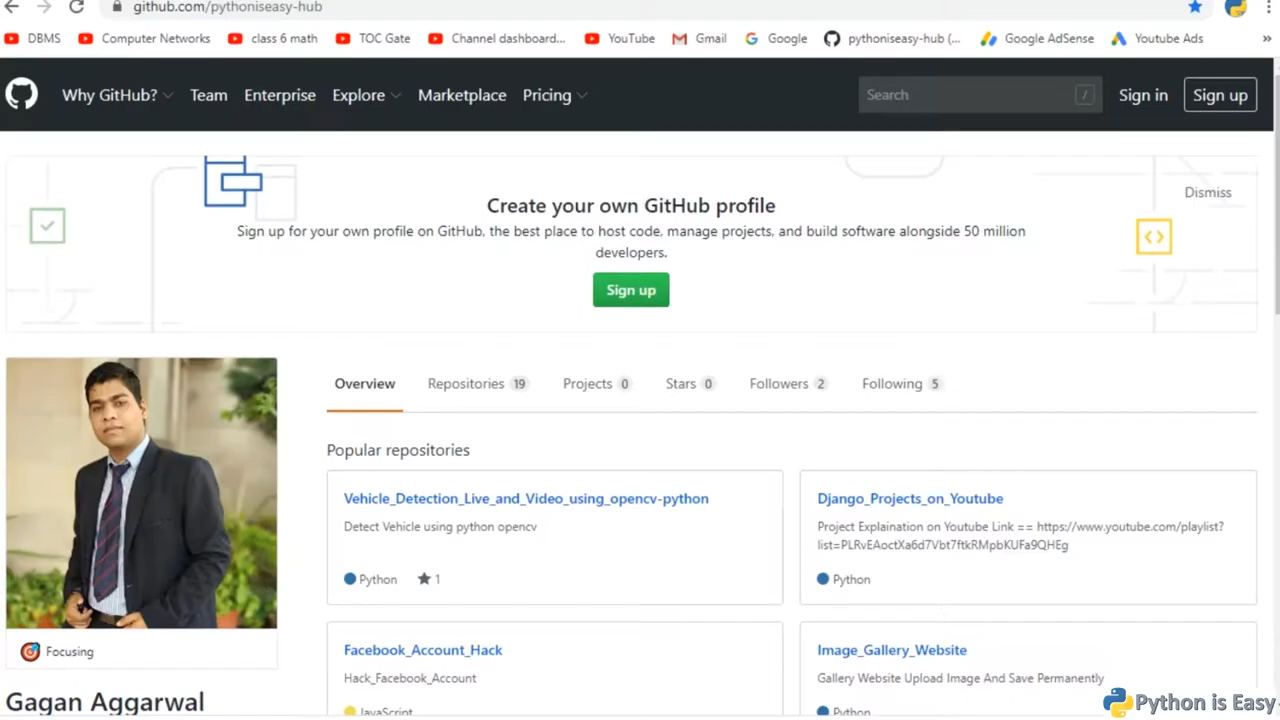 github.com/pythoniseasy-hub
DBMS Computer Networks class 6 math TOC Gate Channel dashboard... YouTube Gmail Google pythoniseasy-hub (... Google AdSense Youtube Ads »
Why GitHub? Team Enterprise Explore Marketplace Pricing Search / Sign in Sign up
Dismiss
Create your own GitHub profile
Sign up for your own profile on GitHub, the best place to host code, manage projects, and build software alongside 50 million
developers.
Sign up
Overview Repositories 19 Projects 0 Stars 0 Followers 2 Following 5
Popular repositories
Vehicle_Detection_Live_and_Video_using_opencv-python
Detect Vehicle using python opencv
Python 1
Django_Projects_on_Youtube
Project Explaination on Youtube Link == https://www.youtube.com/playlist?
list=PLRvEAoctXa6d7Vbt7ftkRMpbKUFa9QHEg
Python
Facebook_Account_Hack
Hack_Facebook_Account
JavaScript
Image_Gallery_Website
Gallery Website Upload Image And Save Permanently
Python
Focusing
Gagan Aggarwal
Python is Easy